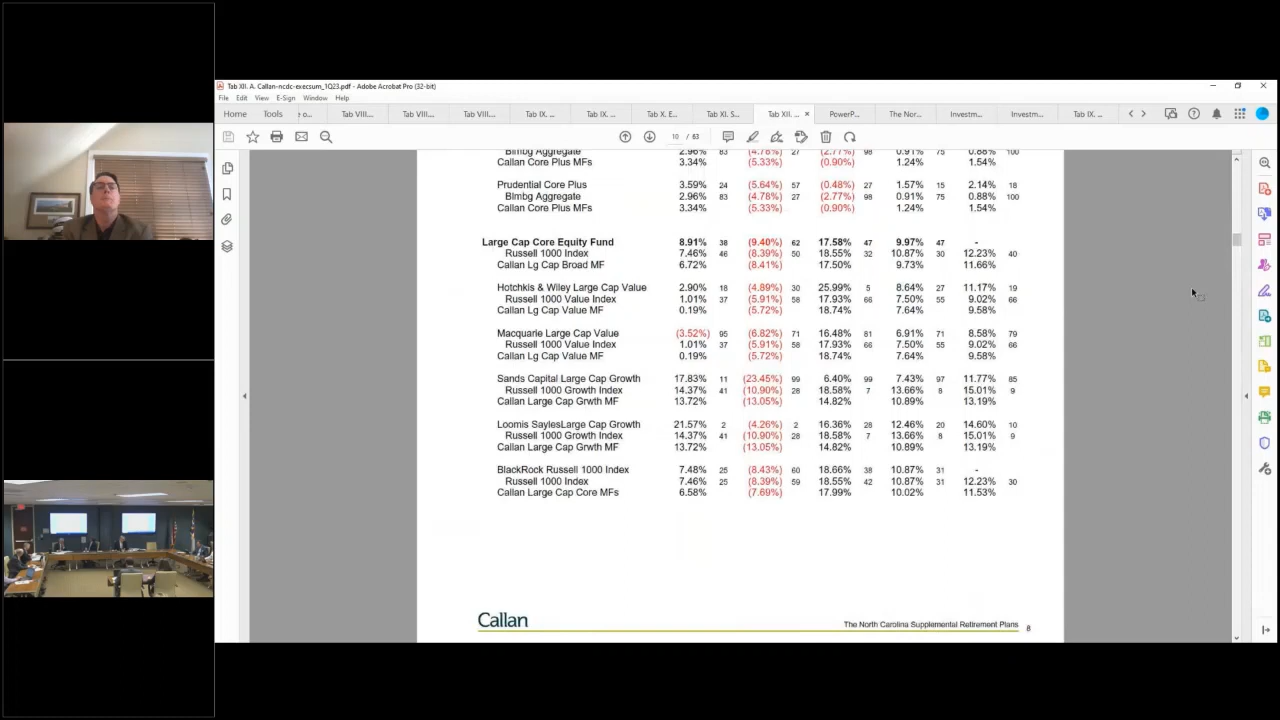 Tab XII. A. Callan-ncdc-execsum_1Q23.pdf - Adobe Acrobat Pro (32-bit)
File Edit View E-Sign Window Help
Home Tools e o... Tab VIII.... Tab VIII.... Tab VIII.... Tab IX. ... Tab IX. ... Tab X. E... Tab XI. S... Tab XII. ... × PowerP... The Nor... Investm... Investm... Tab IX. ...
10 / 63
Blmbg Aggregate 2.96% 83 (4.78%) 27 (2.77%) 98 0.91% 75 0.88% 100
Callan Core Plus MFs 3.34% (5.33%) (0.90%) 1.24% 1.54%
Prudential Core Plus 3.59% 24 (5.64%) 57 (0.48%) 27 1.57% 15 2.14% 18
Blmbg Aggregate 2.96% 83 (4.78%) 27 (2.77%) 98 0.91% 75 0.88% 100
Callan Core Plus MFs 3.34% (5.33%) (0.90%) 1.24% 1.54%
Large Cap Core Equity Fund 8.91% 38 (9.40%) 62 17.58% 47 9.97% 47 -
Russell 1000 Index 7.46% 46 (8.39%) 50 18.55% 32 10.87% 30 12.23% 40
Callan Lg Cap Broad MF 6.72% (8.41%) 17.50% 9.73% 11.66%
Hotchkis & Wiley Large Cap Value 2.90% 18 (4.89%) 30 25.99% 5 8.64% 27 11.17% 19
Russell 1000 Value Index 1.01% 37 (5.91%) 58 17.93% 66 7.50% 55 9.02% 66
Callan Lg Cap Value MF 0.19% (5.72%) 18.74% 7.64% 9.58%
Macquarie Large Cap Value (3.52%) 95 (6.82%) 71 16.48% 81 6.91% 71 8.58% 79
Russell 1000 Value Index 1.01% 37 (5.91%) 58 17.93% 66 7.50% 55 9.02% 66
Callan Lg Cap Value MF 0.19% (5.72%) 18.74% 7.64% 9.58%
Sands Capital Large Cap Growth 17.83% 11 (23.45%) 99 6.40% 99 7.43% 97 11.77% 85
Russell 1000 Growth Index 14.37% 41 (10.90%) 28 18.58% 7 13.66% 8 15.01% 9
Callan Large Cap Grwth MF 13.72% (13.05%) 14.82% 10.89% 13.19%
Loomis SaylesLarge Cap Growth 21.57% 2 (4.26%) 2 16.36% 28 12.46% 20 14.60% 10
Russell 1000 Growth Index 14.37% 41 (10.90%) 28 18.58% 7 13.66% 8 15.01% 9
Callan Large Cap Grwth MF 13.72% (13.05%) 14.82% 10.89% 13.19%
BlackRock Russell 1000 Index 7.48% 25 (8.43%) 60 18.66% 38 10.87% 31 -
Russell 1000 Index 7.46% 25 (8.39%) 59 18.55% 42 10.87% 31 12.23% 30
Callan Large Cap Core MFs 6.58% (7.69%) 17.99% 10.02% 11.53%
Callan
The North Carolina Supplemental Retirement Plans 8